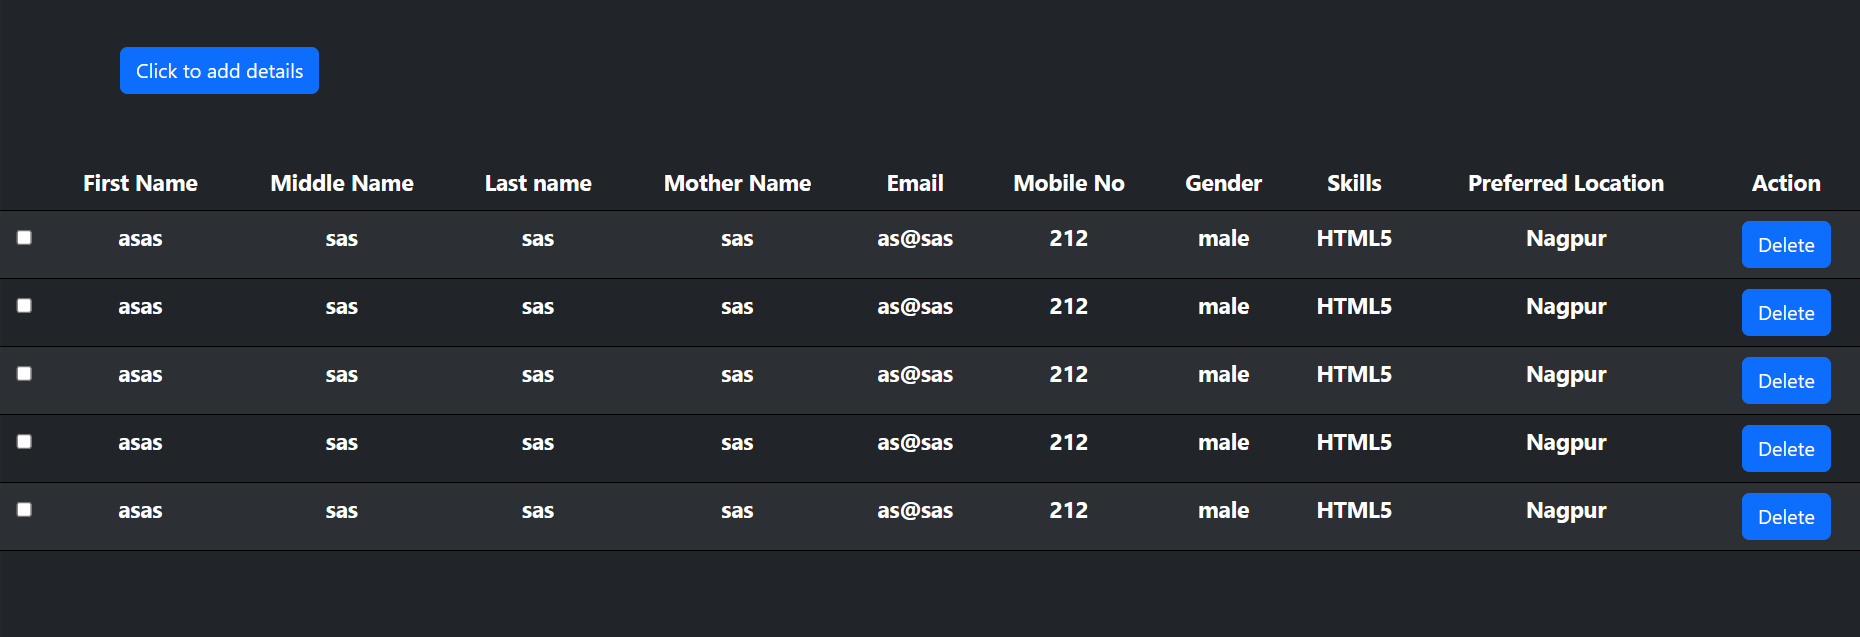 Click to add details
First Name Middle Name Last name Mother Name Email Mobile No Gender Skills Preferred Location Action
asas sas sas sas as@sas 212 male HTML5 Nagpur Delete
asas sas sas sas as@sas 212 male HTML5 Nagpur Delete
asas sas sas sas as@sas 212 male HTML5 Nagpur Delete
asas sas sas sas as@sas 212 male HTML5 Nagpur Delete
asas sas sas sas as@sas 212 male HTML5 Nagpur Delete